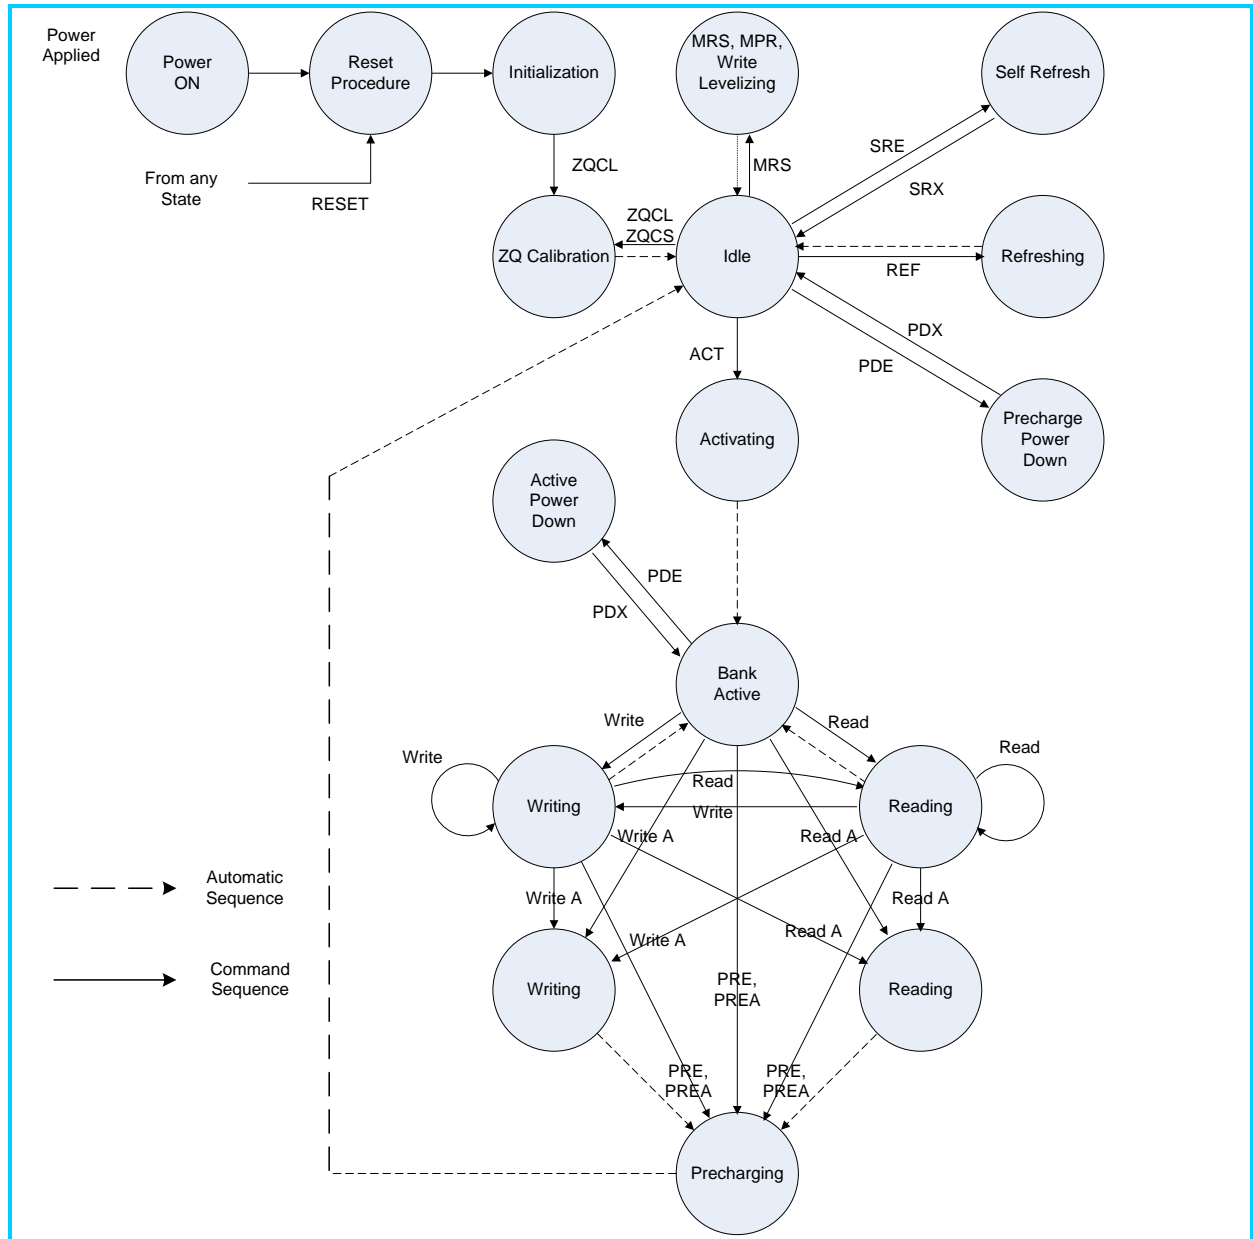 Power
Applied
Power
ON
Reset
Procedure
Initialization
MRS, MPR,
Write
Levelizing
Self Refresh
From any
State
RESET
ZQCL
MRS
SRE
SRX
ZQCL
ZQCS
ZQ Calibration
Idle
REF
Refreshing
ACT
PDX
PDE
Activating
Precharge
Power
Down
Active
Power
Down
PDE
PDX
Bank
Active
Write
Read
Write
Read
Writing
Read
Write
Reading
Write A
Read A
Automatic
Sequence
Write A
Read A
Write A
Read A
Command
Sequence
Writing
PRE,
PREA
Reading
PRE,
PREA
PRE,
PREA
Precharging